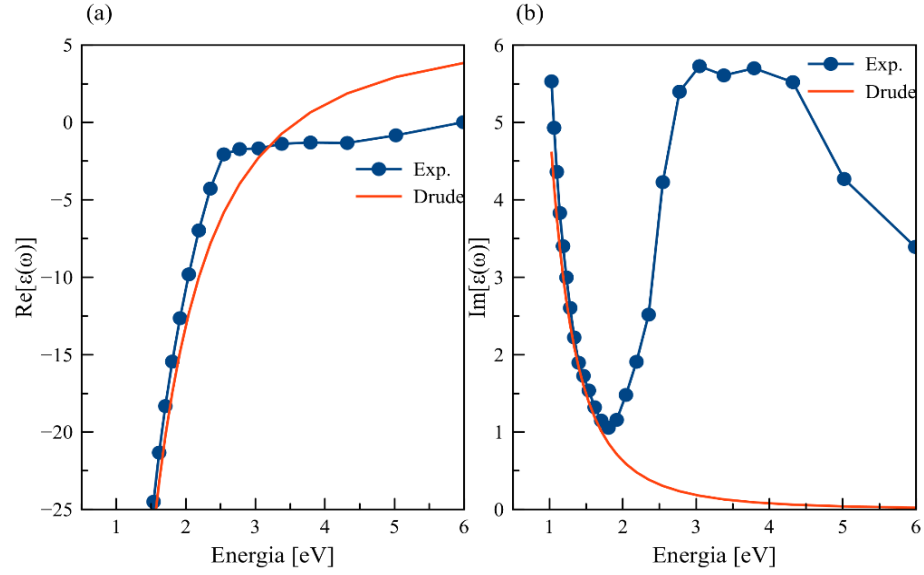 (a)
5
0
−5
−10
−15
−20
−25
Re[ε(ω)]
Exp.
Drude
1 2 3 4 5 6
Energia [eV]
(b)
6
5
4
3
2
1
0
Im[ε(ω)]
Exp.
Drude
1 2 3 4 5 6
Energia [eV]